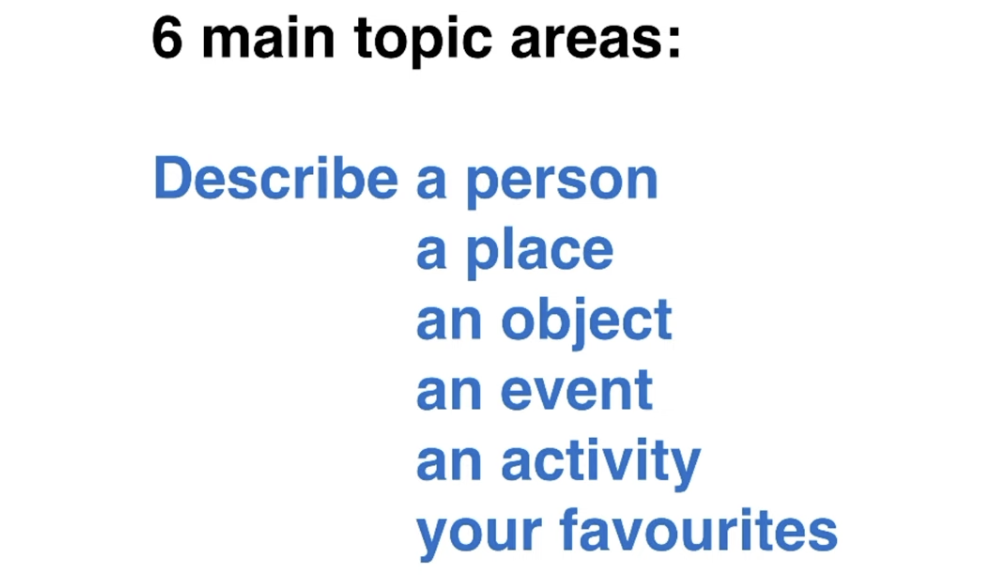 6 main topic areas:
Describe a person
a place
an object
an event
an activity
your favourites